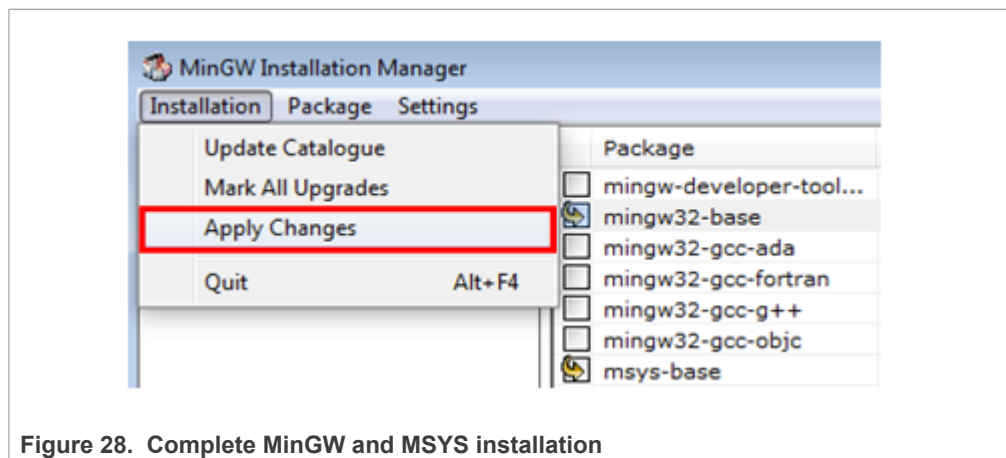 MinGW Installation Manager
Installation Package Settings
Update Catalogue
Mark All Upgrades
Apply Changes
Quit Alt+F4
Package
mingw-developer-tool...
mingw32-base
mingw32-gcc-ada
mingw32-gcc-fortran
mingw32-gcc-g++
mingw32-gcc-objc
msys-base
Figure 28. Complete MinGW and MSYS installation